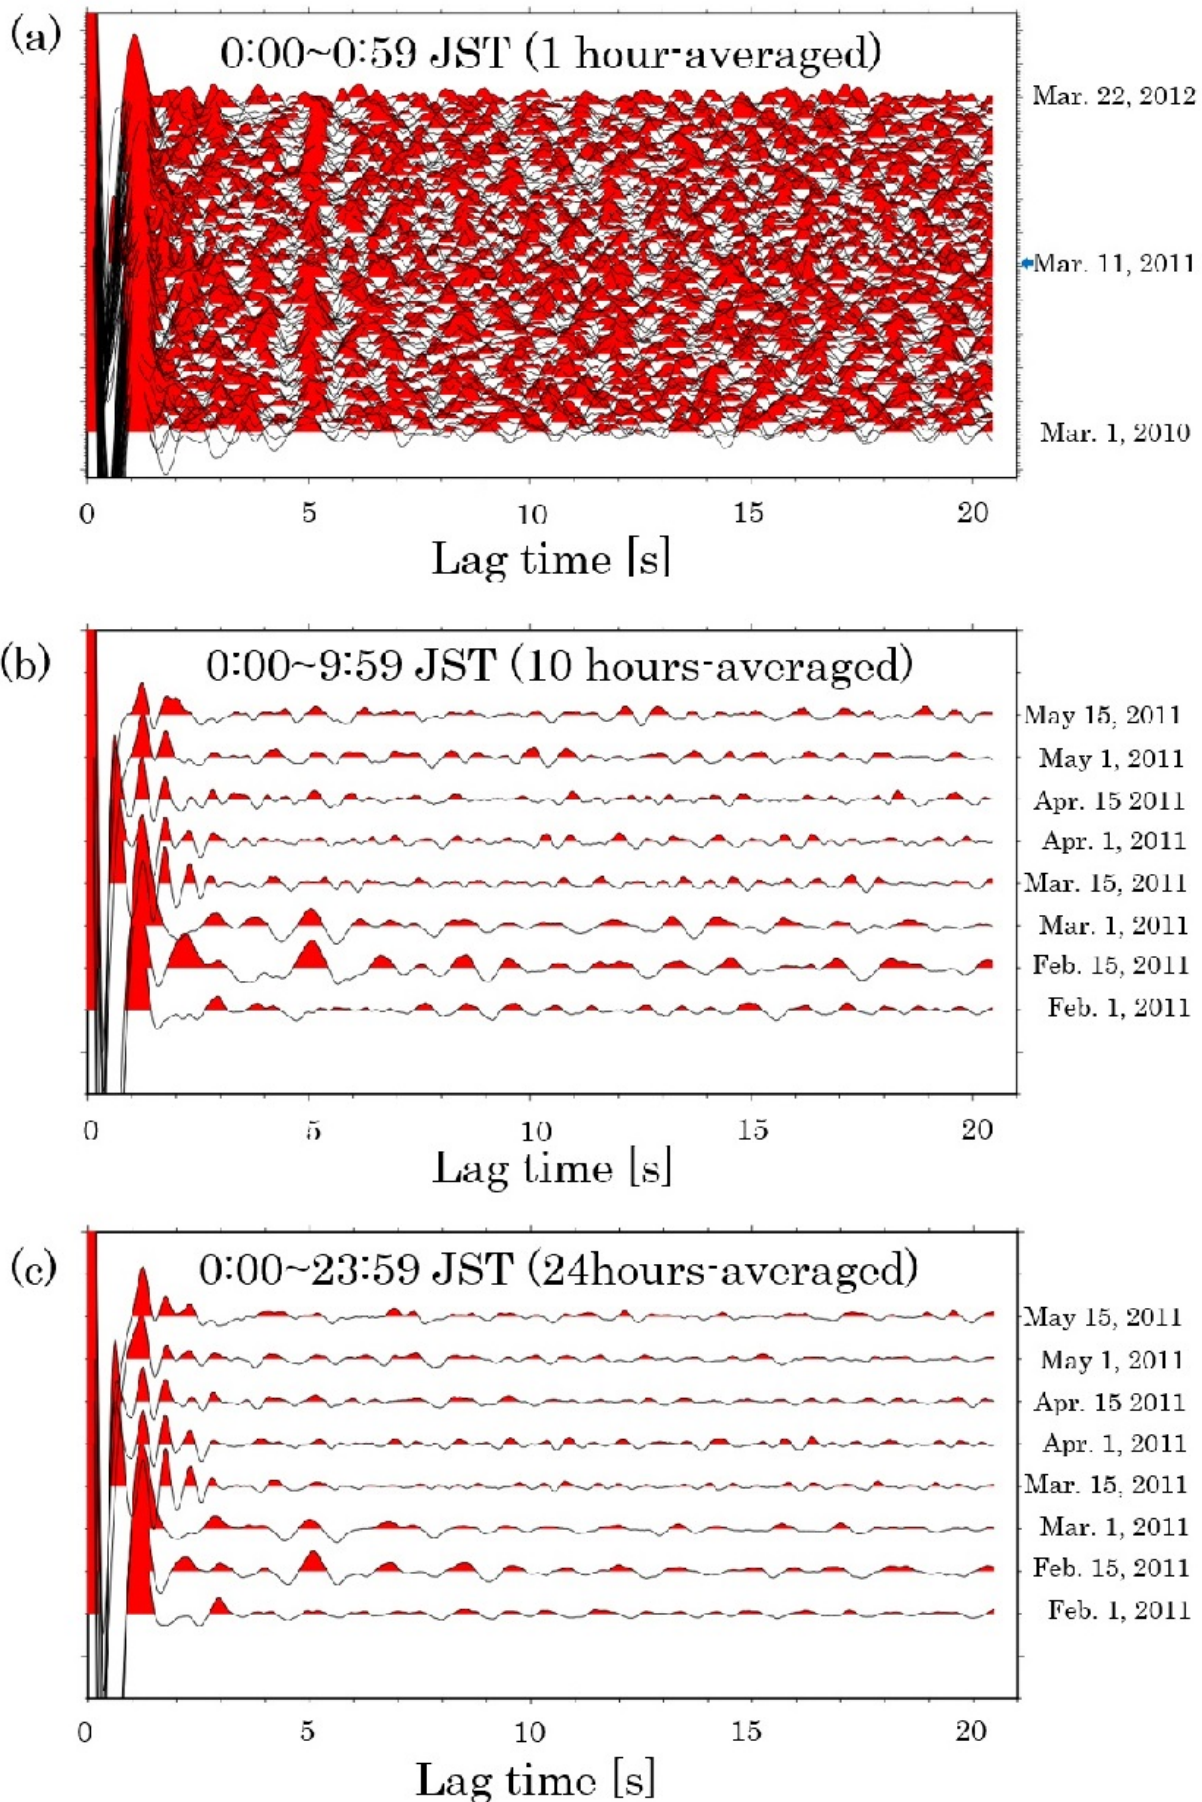 (a)
0:00~0:59 JST (1 hour-averaged)
Mar. 22, 2012
Mar. 11, 2011
Mar. 1, 2010
0 5 10 15 20
Lag time [s]
(b)
0:00~9:59 JST (10 hours-averaged)
May 15, 2011
May 1, 2011
Apr. 15 2011
Apr. 1, 2011
Mar. 15, 2011
Mar. 1, 2011
Feb. 15, 2011
Feb. 1, 2011
0 5 10 15 20
Lag time [s]
(c)
0:00~23:59 JST (24hours-averaged)
May 15, 2011
May 1, 2011
Apr. 15 2011
Apr. 1, 2011
Mar. 15, 2011
Mar. 1, 2011
Feb. 15, 2011
Feb. 1, 2011
0 5 10 15 20
Lag time [s]